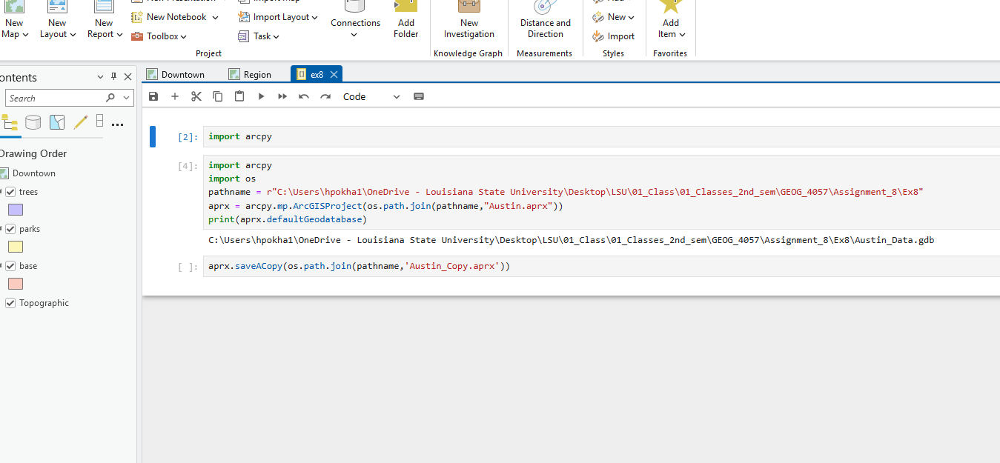 New Map
New Layout
New Report
New Notebook
Toolbox
Import Layout
Task
Connections
Add Folder
New Investigation
Distance and Direction
New
Import
Add Item
Project
Knowledge Graph
Measurements
Styles
Favorites
ontents
Search
Downtown
Region
ex8
Code
Drawing Order
Downtown
trees
parks
base
Topographic
[2]: import arcpy
[4]: import arcpy
import os
pathname = r"C:\Users\hpokha1\OneDrive - Louisiana State University\Desktop\LSU\01_Class\01_Classes_2nd_sem\GEOG_4057\Assignment_8\Ex8"
aprx = arcpy.mp.ArcGISProject(os.path.join(pathname,"Austin.aprx"))
print(aprx.defaultGeodatabase)
C:\Users\hpokha1\OneDrive - Louisiana State University\Desktop\LSU\01_Class\01_Classes_2nd_sem\GEOG_4057\Assignment_8\Ex8\Austin_Data.gdb
[ ]: aprx.saveACopy(os.path.join(pathname,'Austin_Copy.aprx'))